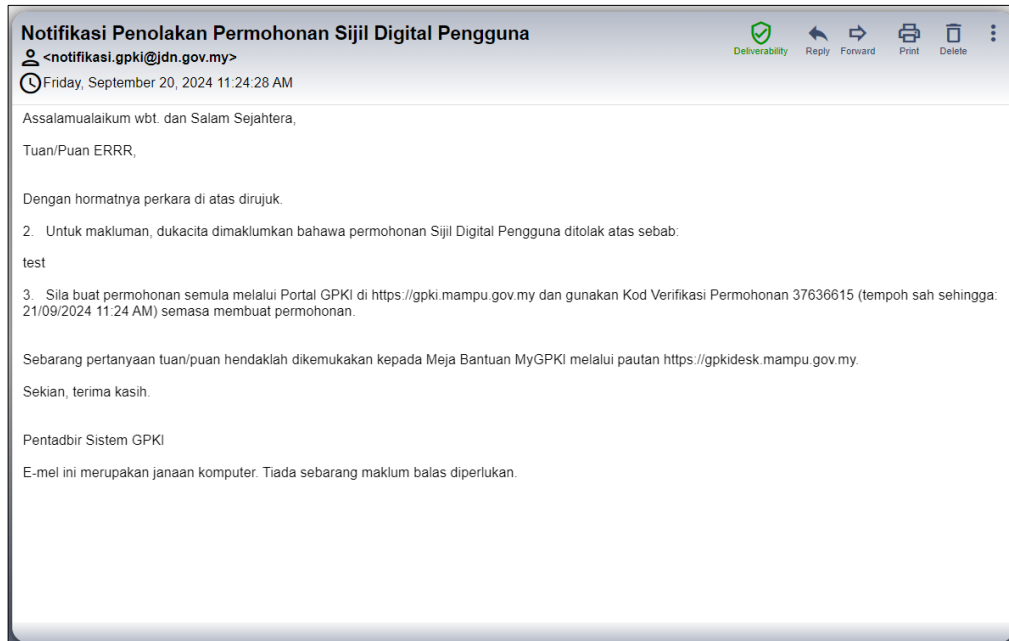 Notifikasi Penolakan Permohonan Sijil Digital Pengguna
<notifikasi.gpki@jdn.gov.my>
Friday, September 20, 2024 11:24:28 AM
Deliverability
Reply
Forward
Print
Delete
Assalamualaikum wbt. dan Salam Sejahtera,
Tuan/Puan ERRR,
Dengan hormatnya perkara di atas dirujuk.
2. Untuk makluman, dukacita dimaklumkan bahawa permohonan Sijil Digital Pengguna ditolak atas sebab:
test
3. Sila buat permohonan semula melalui Portal GPKI di https://gpki.mampu.gov.my dan gunakan Kod Verifikasi Permohonan 37636615 (tempoh sah sehingga:
21/09/2024 11:24 AM) semasa membuat permohonan.
Sebarang pertanyaan tuan/puan hendaklah dikemukakan kepada Meja Bantuan MyGPKI melalui pautan https://gpkidesk.mampu.gov.my.
Sekian, terima kasih.
Pentadbir Sistem GPKI
E-mel ini merupakan janaan komputer. Tiada sebarang maklum balas diperlukan.